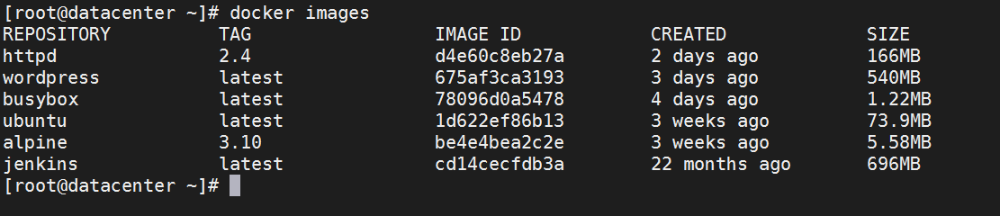 [root@datacenter ~]# docker images
REPOSITORY          TAG                 IMAGE ID            CREATED             SIZE
httpd               2.4                 d4e60c8eb27a        2 days ago          166MB
wordpress           latest              675af3ca3193        3 days ago          540MB
busybox             latest              78096d0a5478        4 days ago          1.22MB
ubuntu              latest              1d622ef86b13        3 weeks ago         73.9MB
alpine              3.10                be4e4bea2c2e        3 weeks ago         5.58MB
jenkins             latest              cd14cecfdb3a        22 months ago       696MB
[root@datacenter ~]#